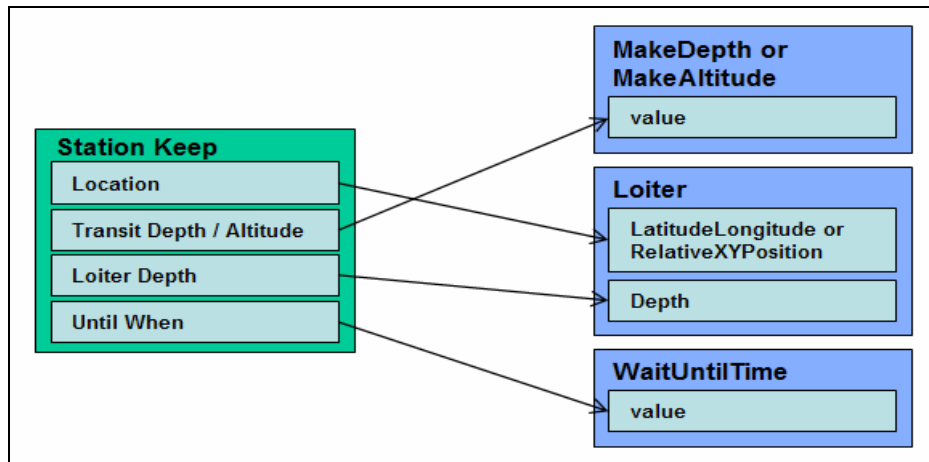 Station Keep
Location
Transit Depth / Altitude
Loiter Depth
Until When
MakeDepth or
MakeAltitude
value
Loiter
LatitudeLongitude or
RelativeXYPosition
Depth
WaitUntilTime
value